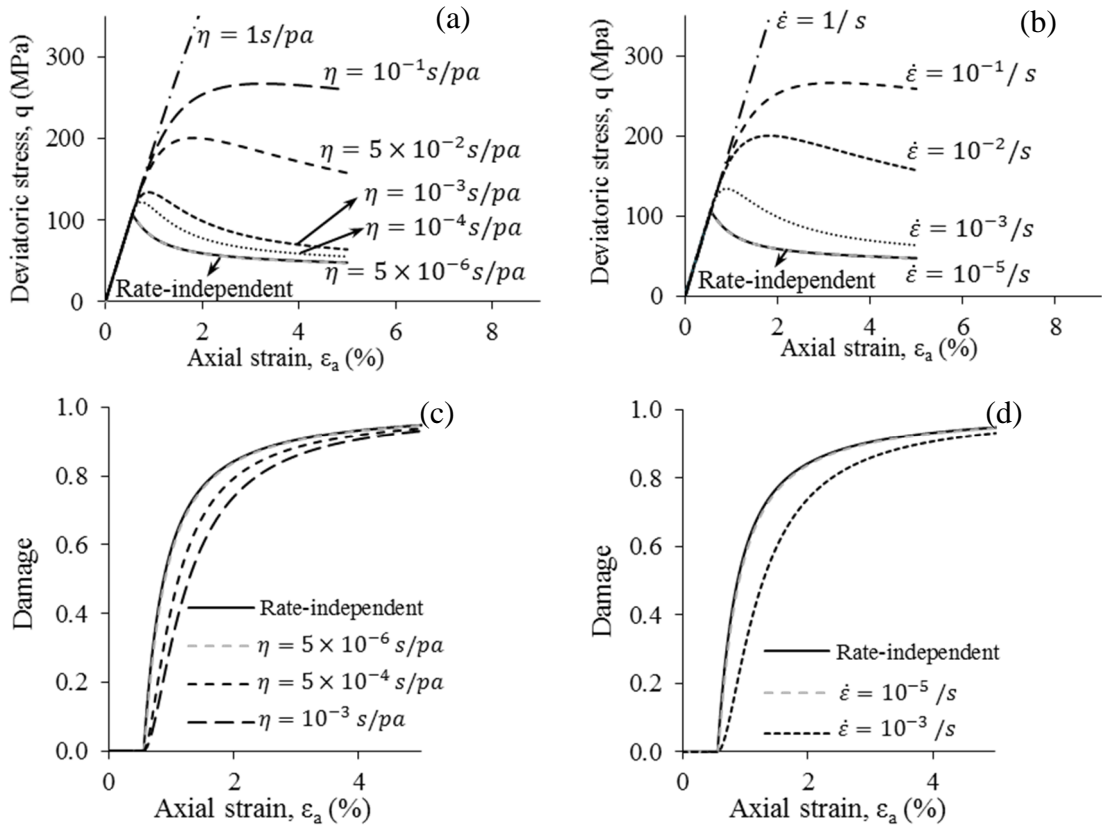 (a)
Deviatoric stress, q (MPa)
300
200
100
0
0 2 4 6 8
Axial strain, εₐ (%)
η = 1s/pa
η = 10⁻¹s/pa
η = 5 × 10⁻²s/pa
η = 10⁻³s/pa
η = 10⁻⁴s/pa
η = 5 × 10⁻⁶s/pa
Rate-independent
(b)
Deviatoric stress, q (Mpa)
300
200
100
0
0 2 4 6 8
Axial strain, εₐ (%)
ε̇ = 1/ s
ε̇ = 10⁻¹/ s
ε̇ = 10⁻²/s
ε̇ = 10⁻³/s
ε̇ = 10⁻⁵/s
Rate-independent
(c)
Damage
1.0
0.8
0.6
0.4
0.2
0.0
0 2 4
Axial strain, εₐ (%)
Rate-independent
η = 5 × 10⁻⁶ s/pa
η = 5 × 10⁻⁴ s/pa
η = 10⁻³ s/pa
(d)
Damage
1.0
0.8
0.6
0.4
0.2
0.0
0 2 4
Axial strain, εₐ (%)
Rate-independent
ε̇ = 10⁻⁵ /s
ε̇ = 10⁻³ /s